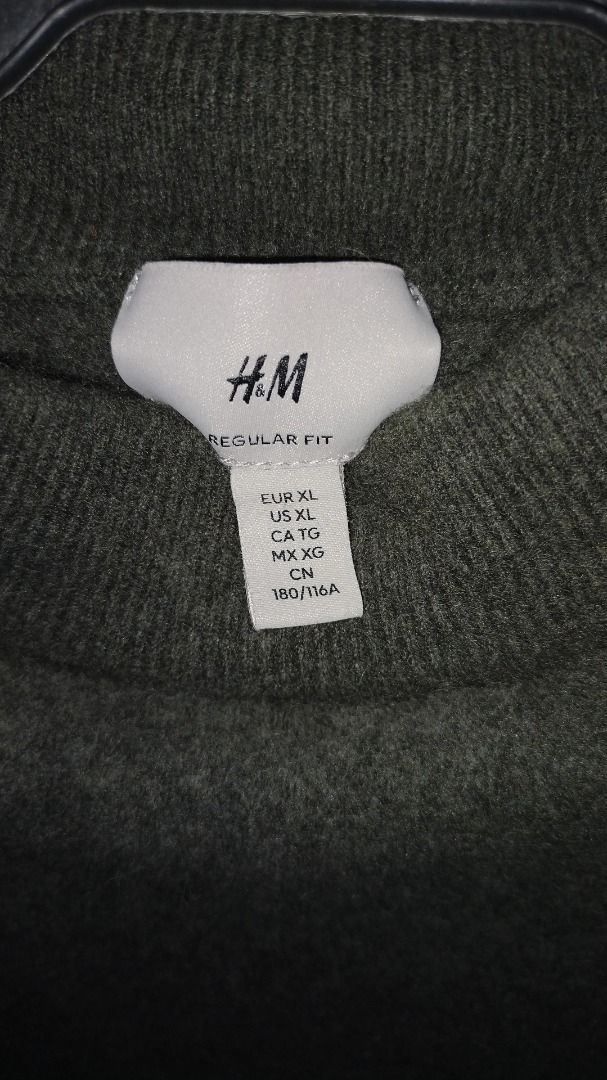 H&M
REGULAR FIT
EUR XL
US XL
CA TG
MX XG
CN
180/116A